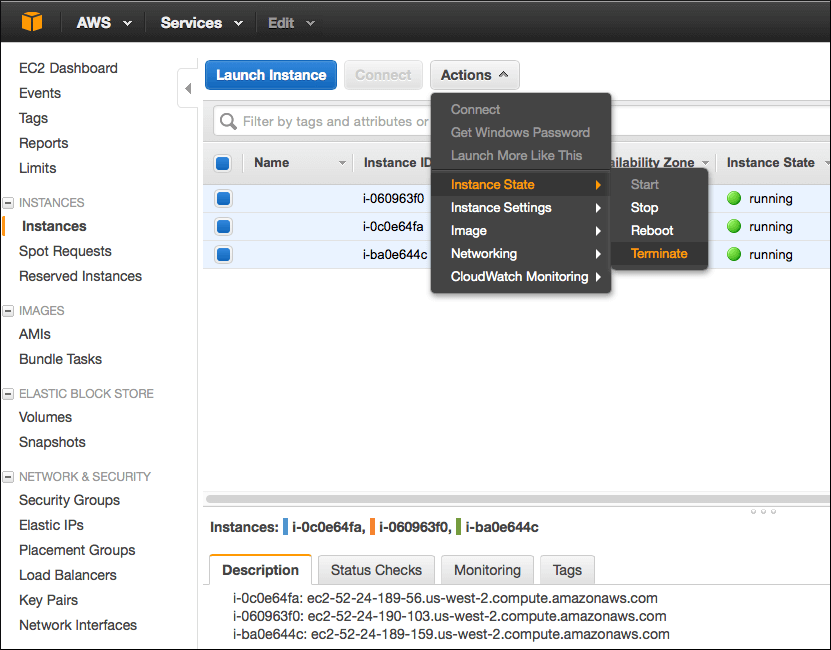 AWS Services Edit
EC2 Dashboard
Events
Tags
Reports
Limits
INSTANCES
Instances
Spot Requests
Reserved Instances
IMAGES
AMIs
Bundle Tasks
ELASTIC BLOCK STORE
Volumes
Snapshots
NETWORK & SECURITY
Security Groups
Elastic IPs
Placement Groups
Load Balancers
Key Pairs
Network Interfaces
Launch Instance Connect Actions
Filter by tags and attributes or
Name Instance ID ailability Zone Instance State
i-060963f0 running
i-0c0e64fa running
i-ba0e644c running
Connect
Get Windows Password
Launch More Like This
Instance State
Instance Settings
Image
Networking
CloudWatch Monitoring
Start
Stop
Reboot
Terminate
Instances: i-0c0e64fa, i-060963f0, i-ba0e644c
Description Status Checks Monitoring Tags
i-0c0e64fa: ec2-52-24-189-56.us-west-2.compute.amazonaws.com
i-060963f0: ec2-52-24-190-103.us-west-2.compute.amazonaws.com
i-ba0e644c: ec2-52-24-189-159.us-west-2.compute.amazonaws.com